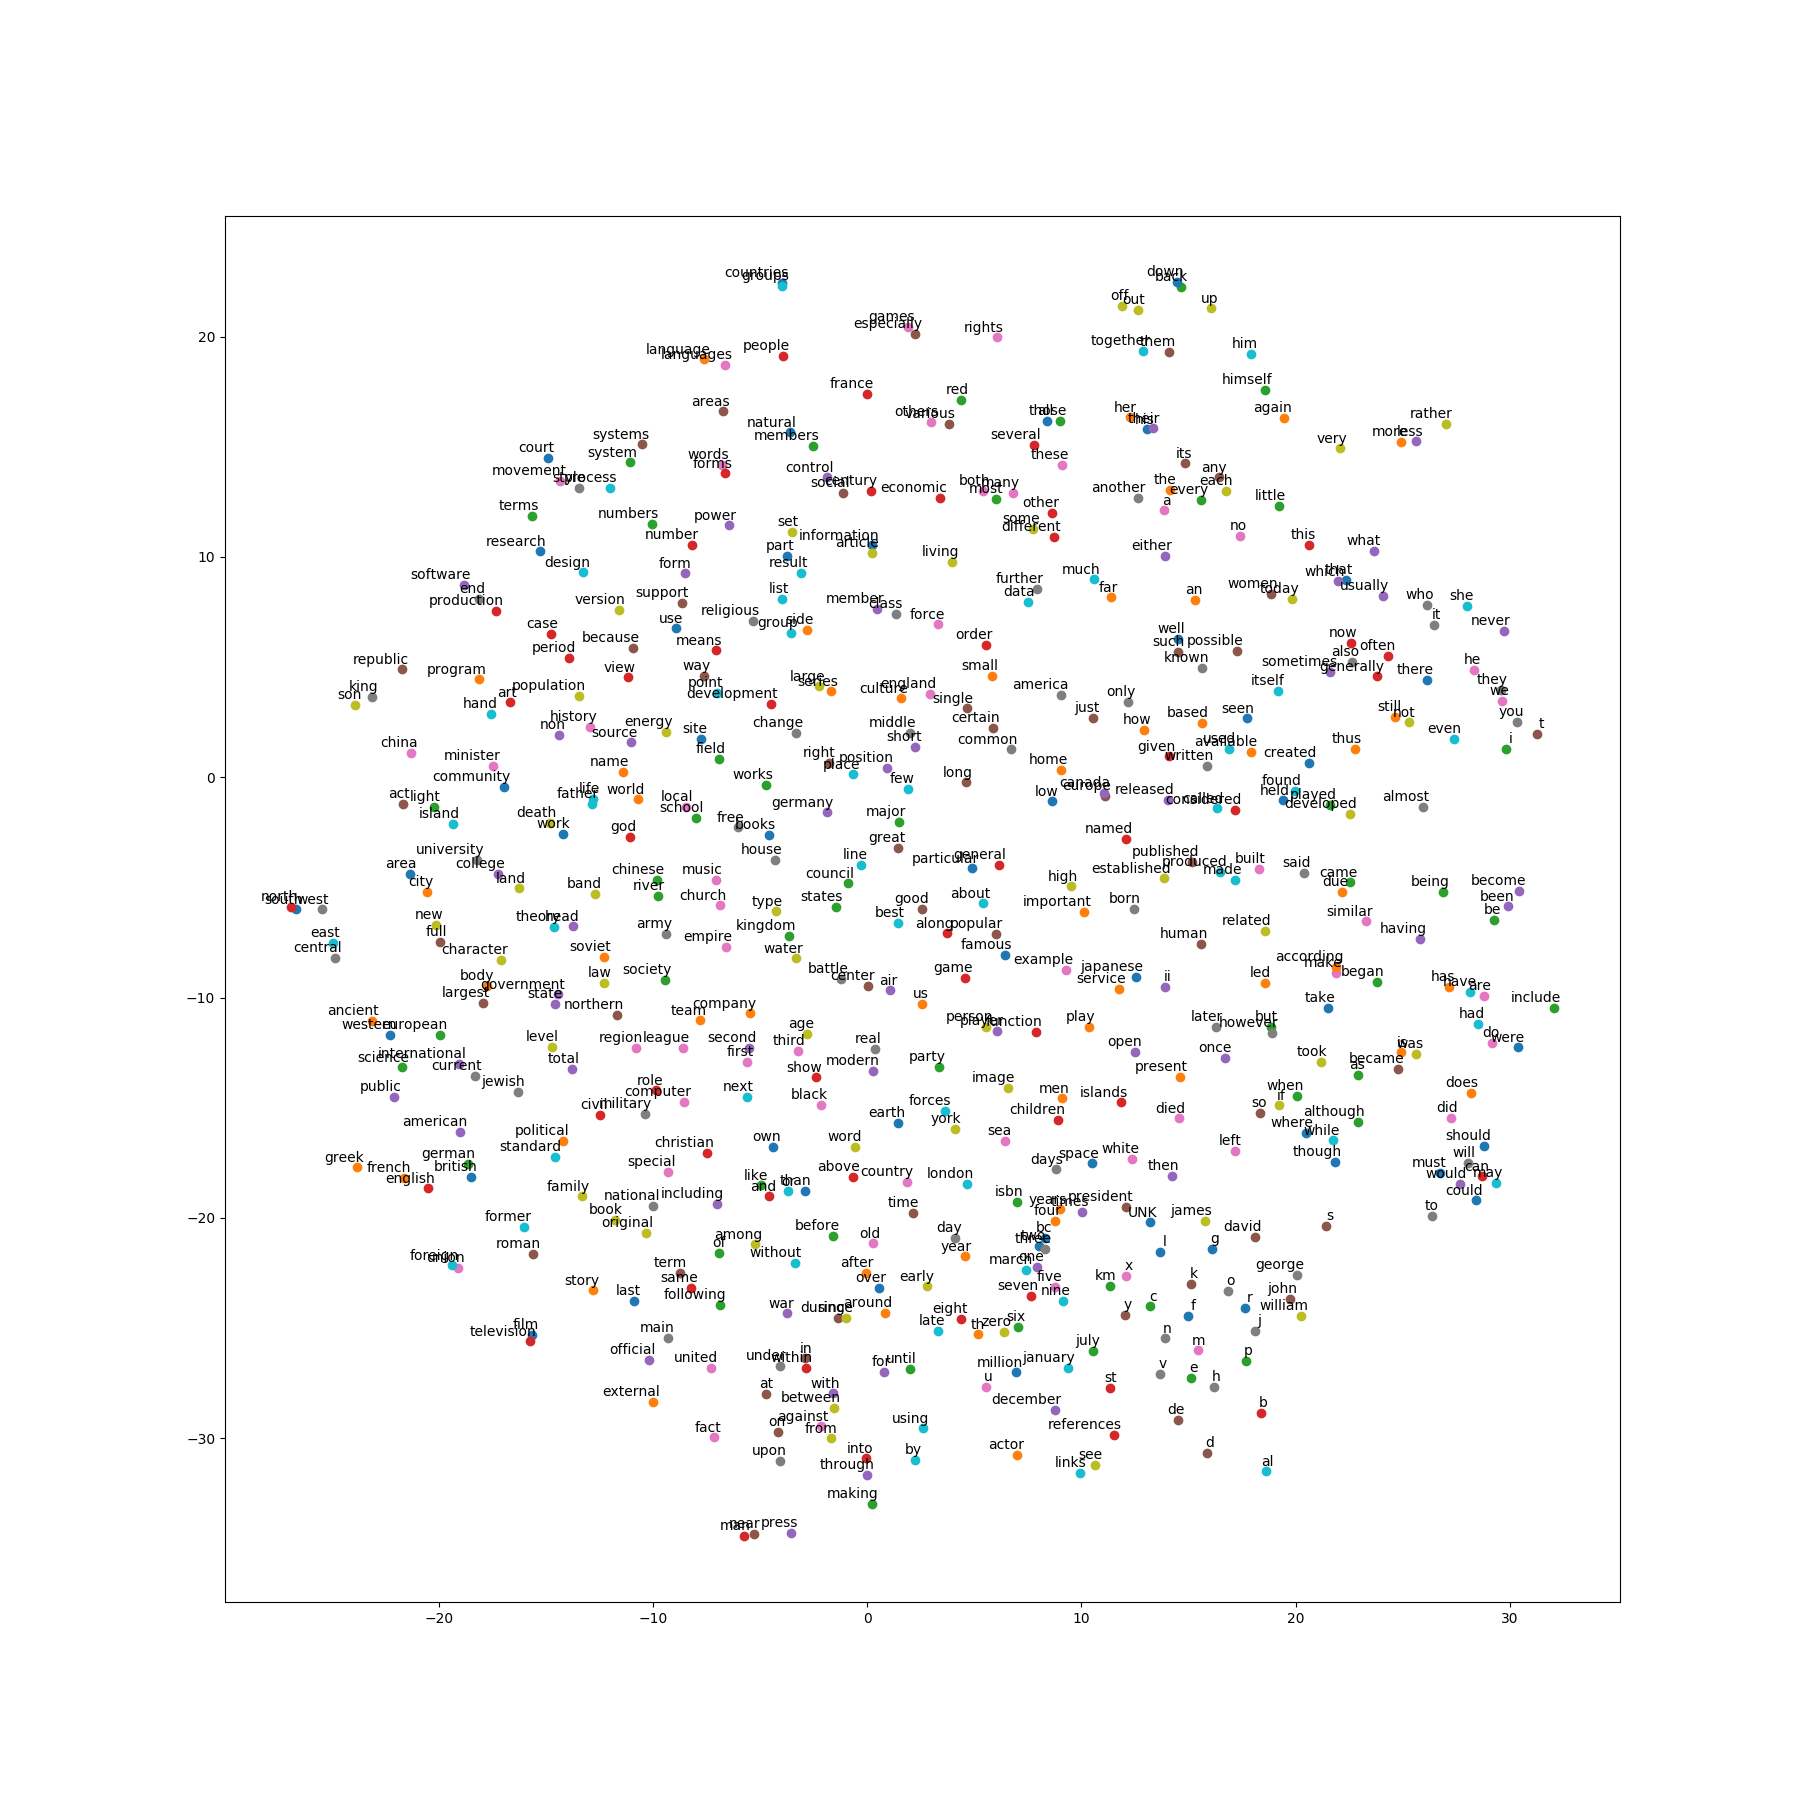 countries
groups
down
back
off
out
up
games
especially
rights
together
them
him
language
languages
people
france
red
himself
areas
others
various
those
all
her
their
his
again
rather
natural
members
several
very
more
less
court
systems
system
words
forms
these
its
any
movement
style
process
control
century
social
economic
both
many
most
another
the
a
every
each
little
terms
numbers
number
power
set
information
article
other
some
different
no
this
what
research
part
result
living
either
which
that
software
end
production
design
form
support
list
further
data
much
far
an
women
today
usually
who
she
it
never
version
use
religious
group
side
member
class
force
case
because
means
order
well
such
possible
known
now
also
often
period
republic
program
view
way
point
development
small
sometimes
generally
there
he
they
we
king
son
hand
art
population
large
series
culture
england
single
america
only
itself
you
t
i
history
non
source
energy
site
change
middle
short
certain
common
just
how
based
seen
still
not
even
china
minister
name
field
right
place
position
used
available
given
written
created
thus
community
life
father
world
works
few
long
home
low
canada
europe
released
called
considered
found
held
played
developed
almost
act
light
island
death
work
god
local
school
free
books
germany
major
great
named
university
college
house
line
particular
general
published
produced
made
built
said
area
city
land
band
chinese
river
music
council
high
established
came
due
being
become
been
be
north
south
west
church
type
states
good
about
best
important
born
similar
east
central
new
full
theory
head
army
kingdom
along
popular
famous
related
having
character
soviet
empire
water
human
body
government
largest
state
law
society
battle
center
air
game
example
japanese
service
ii
led
according
make
began
has
have
are
include
northern
team
company
us
take
ancient
western
european
age
person
player
function
play
later
but
however
had
do
were
level
region
league
second
first
third
real
open
once
took
is
was
became
as
science
international
current
total
show
modern
party
present
public
jewish
role
computer
next
black
image
men
islands
when
if
does
civil
military
forces
earth
york
children
died
so
where
although
did
american
political
standard
own
word
sea
while
though
should
christian
white
left
greek
french
german
british
english
special
above
country
london
days
space
then
must
will
would
can
may
could
to
family
national
including
like
and
or
than
isbn
years
times
president
four
former
book
original
time
UNK
james
david
s
roman
foreign
union
among
of
before
old
day
year
bc
two
three
l
g
term
without
after
one
march
x
george
story
same
over
early
seven
five
nine
km
k
o
john
last
following
war
during
since
around
eight
late
th
zero
six
y
c
f
r
william
film
television
main
n
m
j
official
united
under
within
in
for
until
million
january
july
p
external
at
with
between
u
december
st
v
e
h
fact
on
against
from
using
references
de
b
upon
into
through
by
actor
links
see
d
al
making
man
near
press
20
10
0
−10
−20
−30
−20
−10
0
10
20
30